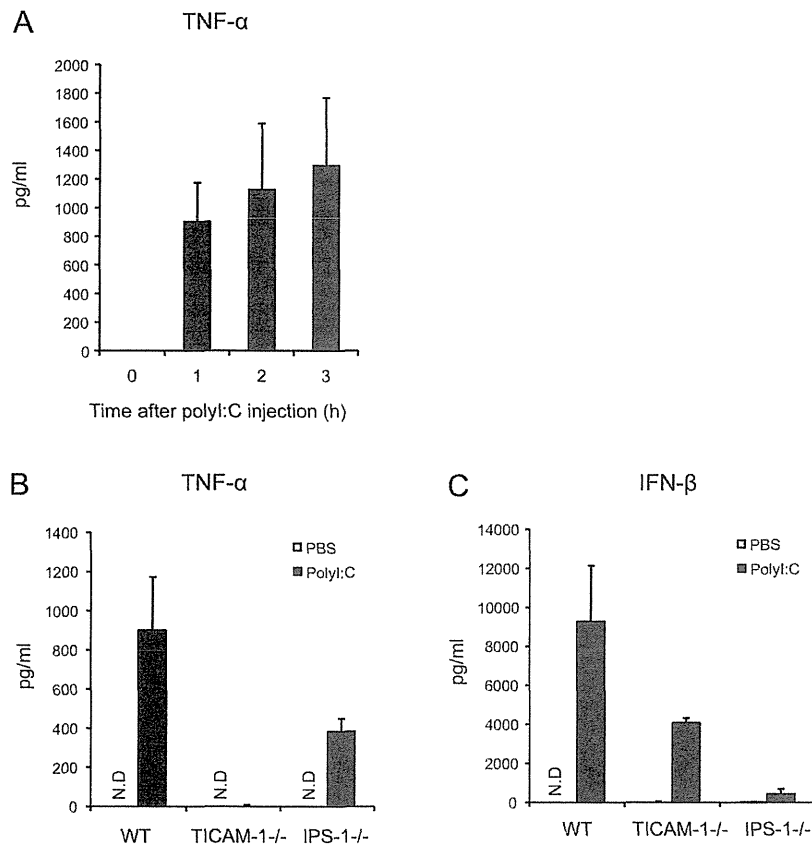 A
TNF-α
2000
1800
1600
1400
1200
1000
800
600
400
200
0
pg/ml
0 1 2 3
Time after polyI:C injection (h)
B
TNF-α
1400
1200
1000
800
600
400
200
0
pg/ml
PBS
PolyI:C
N.D
N.D
N.D
WT TICAM-1-/- IPS-1-/-
C
IFN-β
14000
12000
10000
8000
6000
4000
2000
0
pg/ml
PBS
PolyI:C
N.D
WT TICAM-1-/- IPS-1-/-